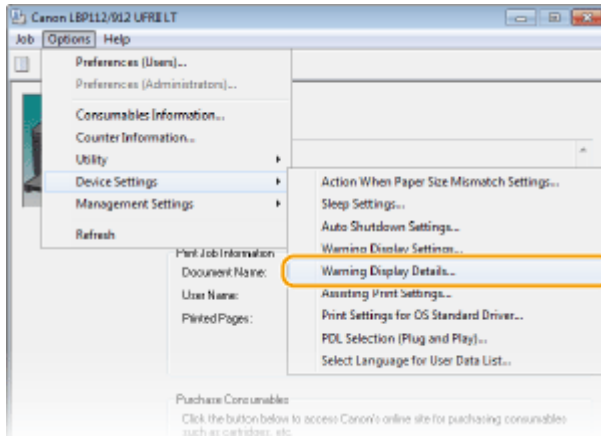 Canon LBP112/912 UFRII LT
Job Options Help
Preferences (Users)...
Preferences (Administrators)...
Consumables Information...
Counter Information...
Utility
Device Settings
Management Settings
Refresh
Action When Paper Size Mismatch Settings...
Sleep Settings...
Auto Shutdown Settings...
Warning Display Settings...
Warning Display Details...
Assisting Print Settings...
Print Settings for OS Standard Driver...
PDL Selection (Plug and Play)...
Select Language for User Data List...
Print Job Information
Document Name:
User Name:
Printed Pages:
Purchase Consumables
Click the button below to access Canon's online site for purchasing consumables
such as cartridges, etc.